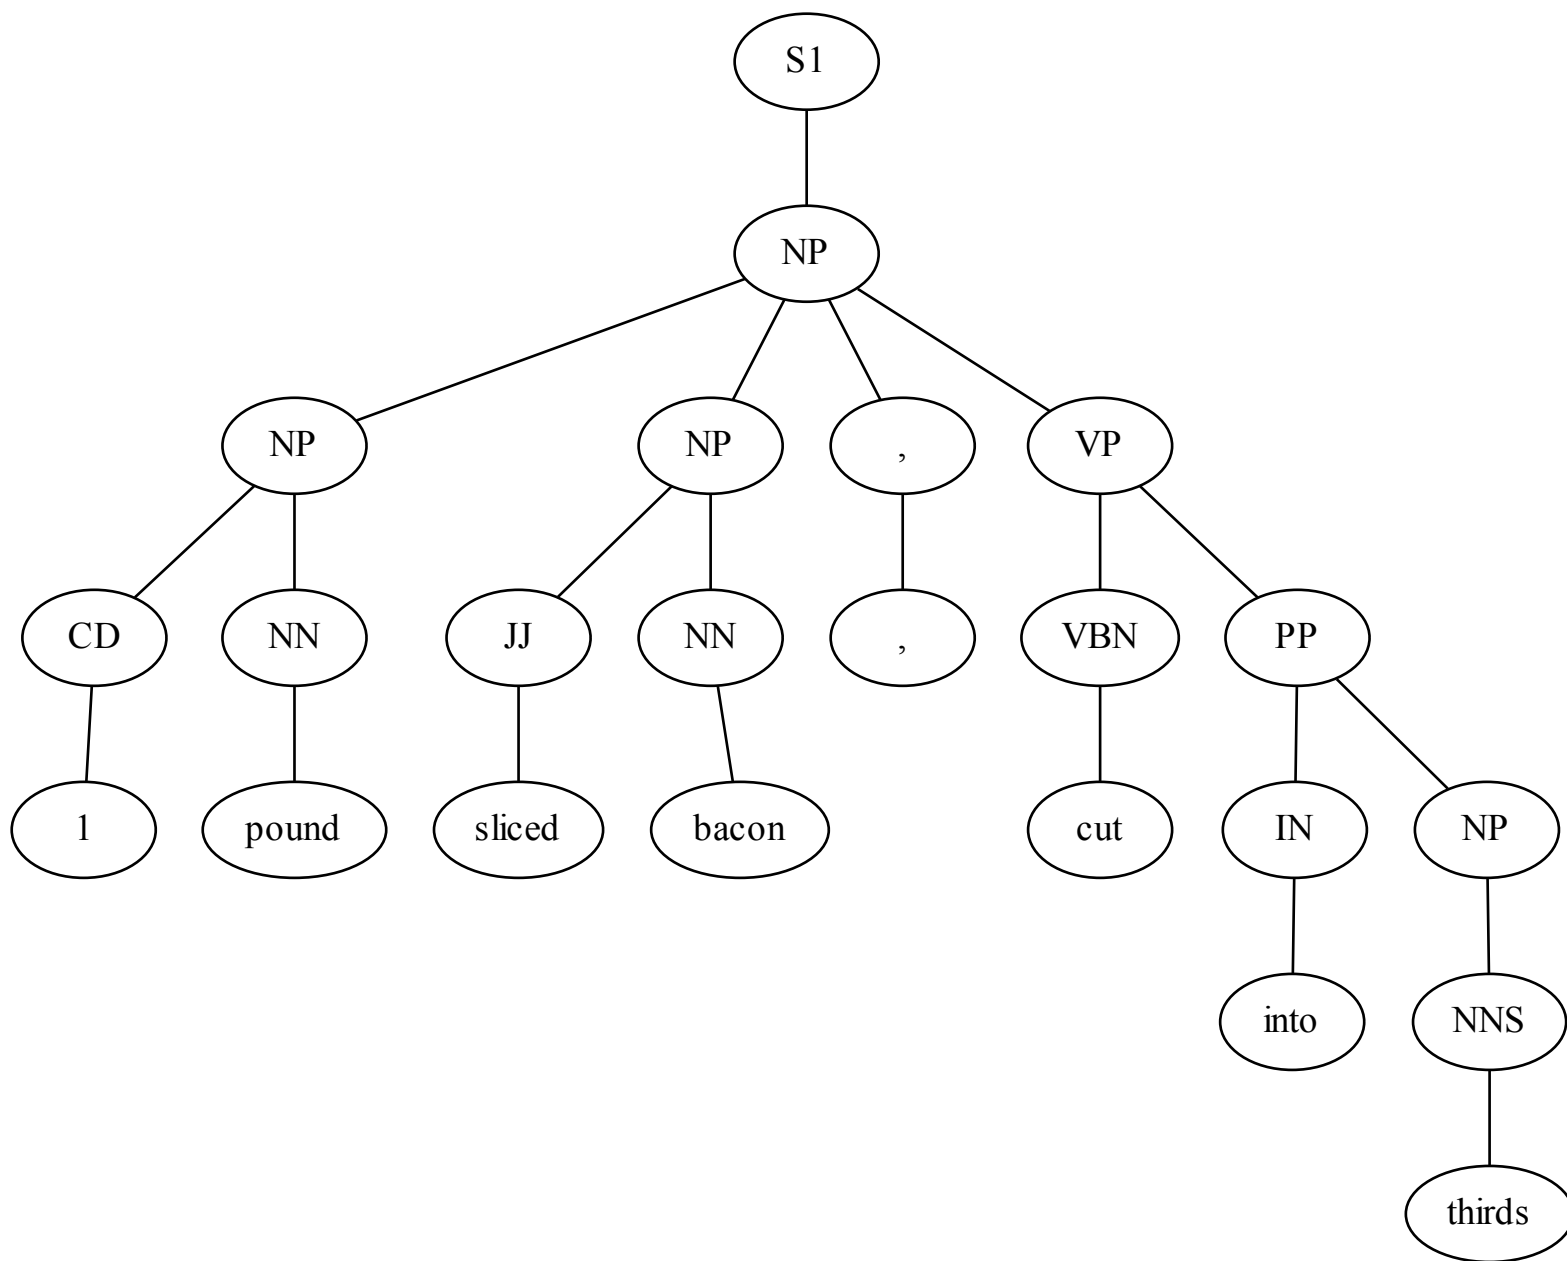 S1
NP
NP NP , VP
CD NN JJ NN , VBN PP
1 pound sliced bacon cut IN NP
into NNS
thirds